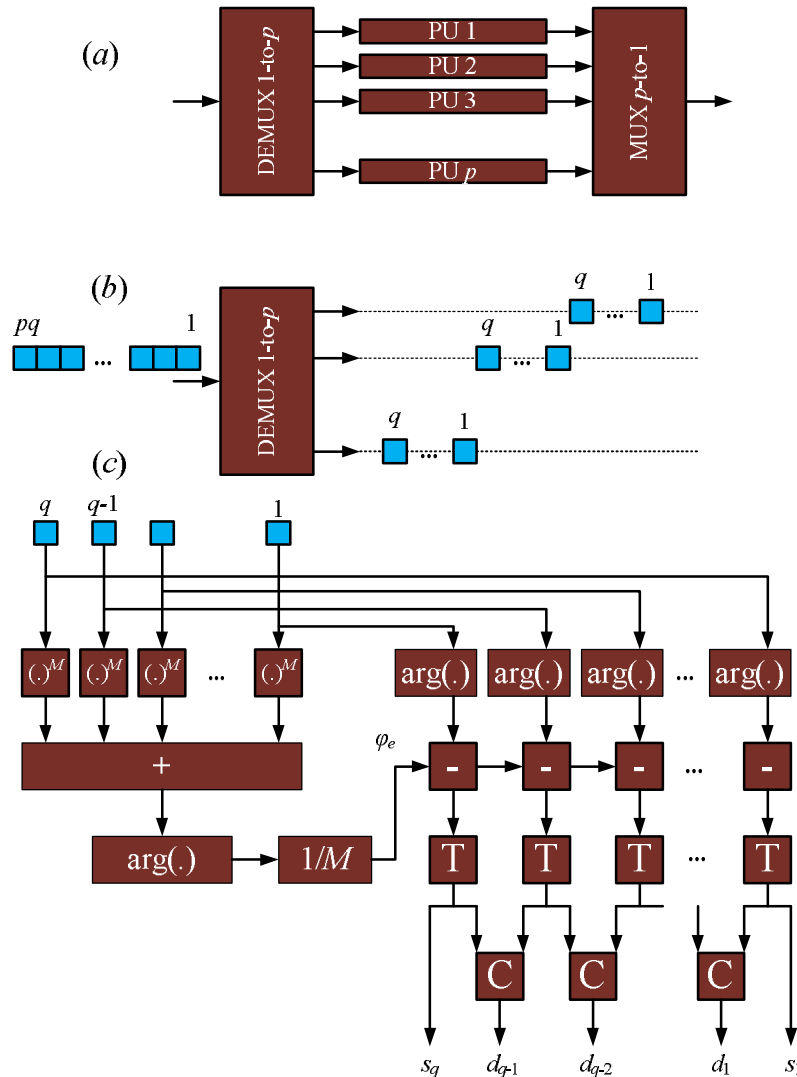 (a)
DEMUX 1-to-p
PU 1
PU 2
PU 3
PU p
MUX p-to-1
(b)
pq
...
1
DEMUX 1-to-p
q
...
1
q
...
1
q
...
1
(c)
q
q-1
1
(.)^M
(.)^M
(.)^M
...
(.)^M
arg(.)
arg(.)
arg(.)
...
arg(.)
+
φe
-
-
-
...
-
arg(.)
1/M
T
T
T
...
T
C
C
C
sq
dq-1
dq-2
d1